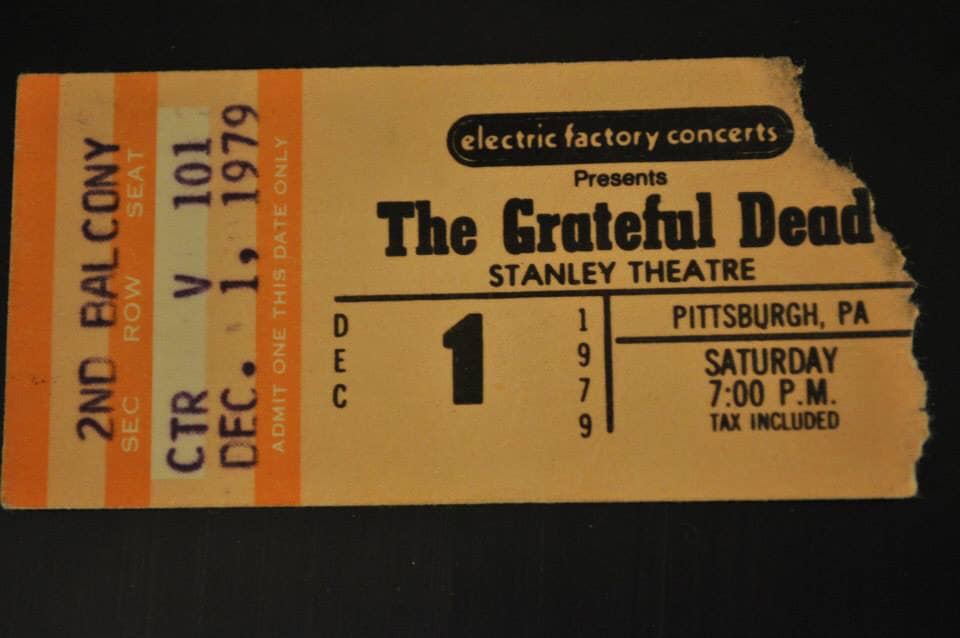 2ND BALCONY
SEC ROW SEAT
CTR V 101
DEC. 1, 1979
ADMIT ONE THIS DATE ONLY
electric factory concerts
Presents
The Grateful Dead
STANLEY THEATRE
DEC
1
1979
PITTSBURGH, PA
SATURDAY
7:00 P.M.
TAX INCLUDED